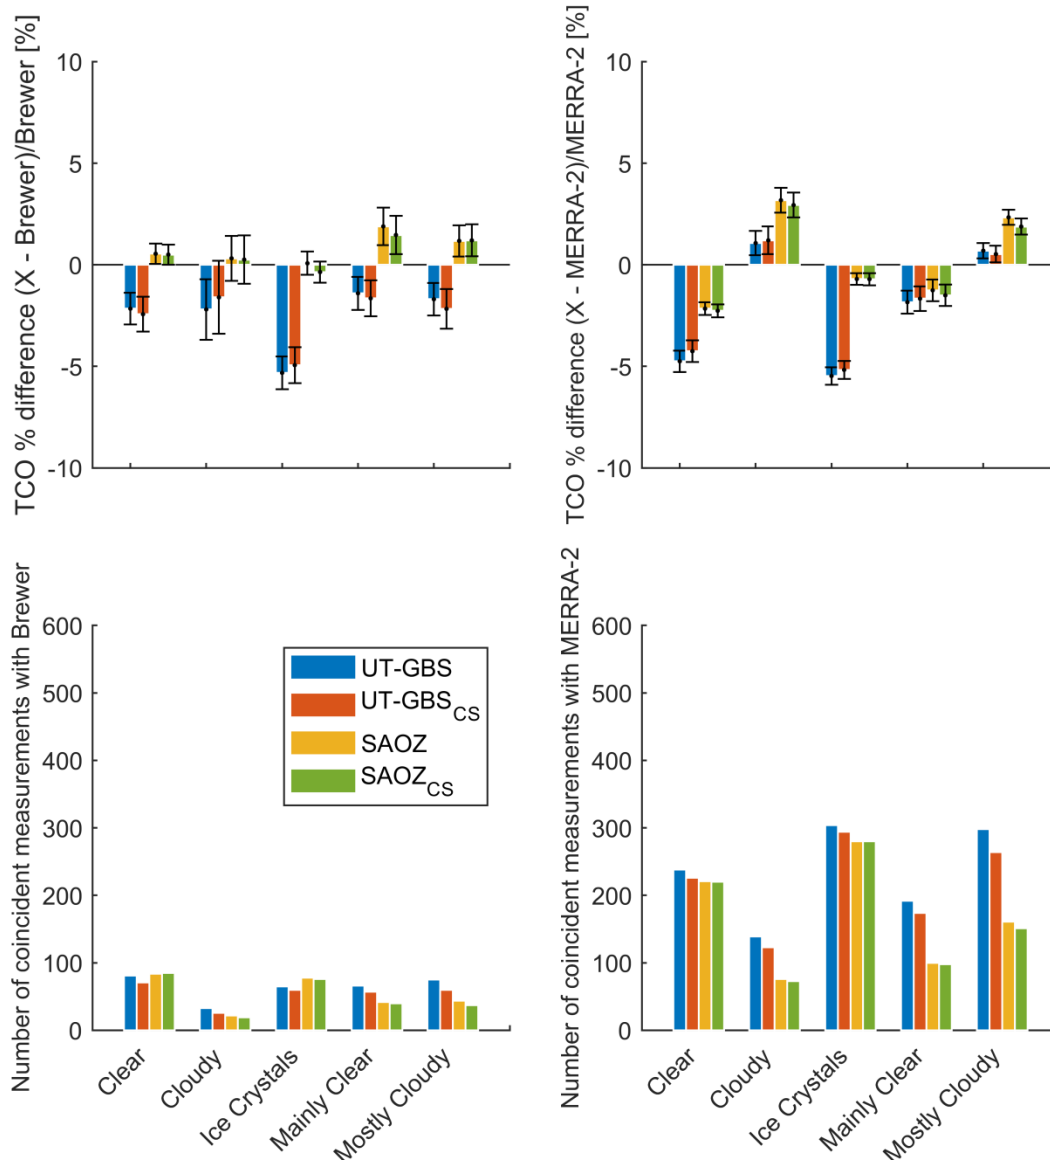 TCO % difference (X - Brewer)/Brewer [%]
10
5
0
-5
-10
TCO % difference (X - MERRA-2)/MERRA-2 [%]
10
5
0
-5
-10
Number of coincident measurements with Brewer
600
500
400
300
200
100
0
UT-GBS
UT-GBS_CS
SAOZ
SAOZ_CS
Clear
Cloudy
Ice Crystals
Mainly Clear
Mostly Cloudy
Number of coincident measurements with MERRA-2
600
500
400
300
200
100
0
Clear
Cloudy
Ice Crystals
Mainly Clear
Mostly Cloudy